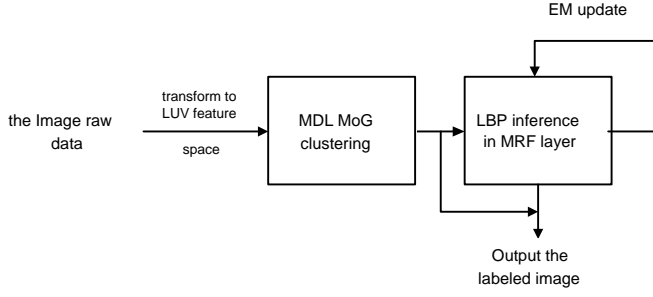 EM update
the Image raw
data
transform to
LUV feature
space
MDL MoG
clustering
LBP inference
in MRF layer
Output the
labeled image